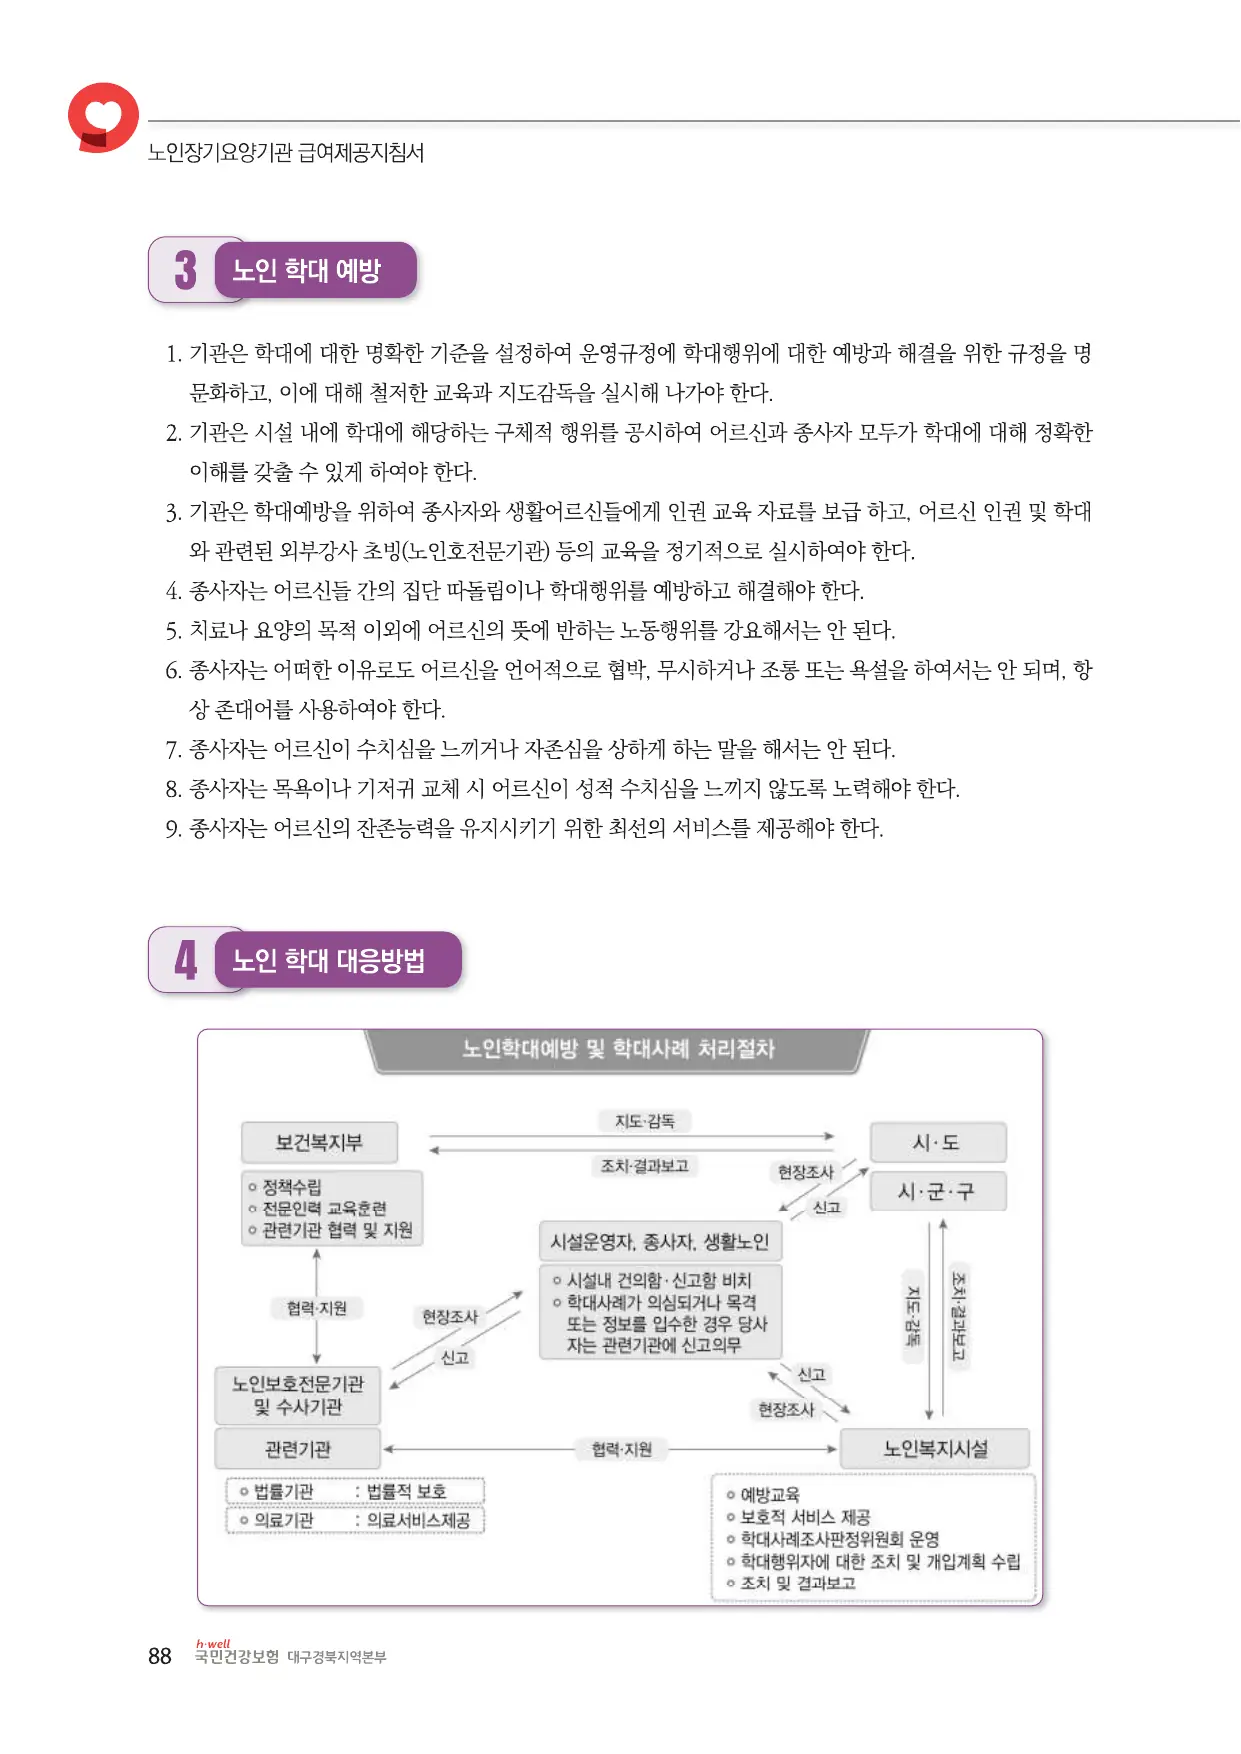 노인장기요양기관 급여제공지침서
3 노인 학대 예방
1. 기관은 학대에 대한 명확한 기준을 설정하여 운영규정에 학대행위에 대한 예방과 해결을 위한 규정을 명
문화하고, 이에 대해 철저한 교육과 지도감독을 실시해 나가야 한다.
2. 기관은 시설 내에 학대에 해당하는 구체적 행위를 공시하여 어르신과 종사자 모두가 학대에 대해 정확한
이해를 갖출 수 있게 하여야 한다.
3. 기관은 학대예방을 위하여 종사자와 생활어르신들에게 인권 교육 자료를 보급 하고, 어르신 인권 및 학대
와 관련된 외부강사 초빙(노인호전문기관) 등의 교육을 정기적으로 실시하여야 한다.
4. 종사자는 어르신들 간의 집단 따돌림이나 학대행위를 예방하고 해결해야 한다.
5. 치료나 요양의 목적 이외에 어르신의 뜻에 반하는 노동행위를 강요해서는 안 된다.
6. 종사자는 어떠한 이유로도 어르신을 언어적으로 협박, 무시하거나 조롱 또는 욕설을 하여서는 안 되며, 항
상 존대어를 사용하여야 한다.
7. 종사자는 어르신이 수치심을 느끼거나 자존심을 상하게 하는 말을 해서는 안 된다.
8. 종사자는 목욕이나 기저귀 교체 시 어르신이 성적 수치심을 느끼지 않도록 노력해야 한다.
9. 종사자는 어르신의 잔존능력을 유지시키기 위한 최선의 서비스를 제공해야 한다.
4 노인 학대 대응방법
노인학대예방 및 학대사례 처리절차
지도·감독
보건복지부
시·도
조치·결과보고
현장조사
신고
시·군·구
○ 정책수립
○ 전문인력 교육훈련
○ 관련기관 협력 및 지원
시설운영자, 종사자, 생활노인
○ 시설내 건의함·신고함 비치
○ 학대사례가 의심되거나 목격
또는 정보를 입수한 경우 당사
자는 관련기관에 신고의무
협력·지원
현장조사
신고
지도·감독
조치·결과보고
신고
현장조사
노인보호전문기관
및 수사기관
관련기관
협력·지원
노인복지시설
○ 법률기관 : 법률적 보호
○ 의료기관 : 의료서비스제공
○ 예방교육
○ 보호적 서비스 제공
○ 학대사례조사판정위원회 운영
○ 학대행위자에 대한 조치 및 개입계획 수립
○ 조치 및 결과보고
88 h·well 국민건강보험 대구경북지역본부